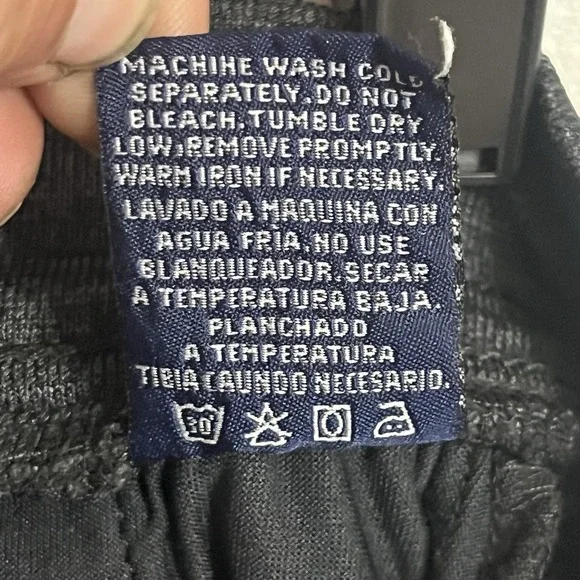 MACHINE WASH COLD
SEPARATELY. DO NOT
BLEACH. TUMBLE DRY
LOW, REMOVE PROMPTLY.
WARM IRON IF NECESSARY.
LAVADO A MAQUINA CON
AGUA FRIA. NO USE
BLANQUEADOR. SECAR
A TEMPERATURA BAJA.
PLANCHADO
A TEMPERATURA
TIBIA CAUNDO NECESARIO.
30